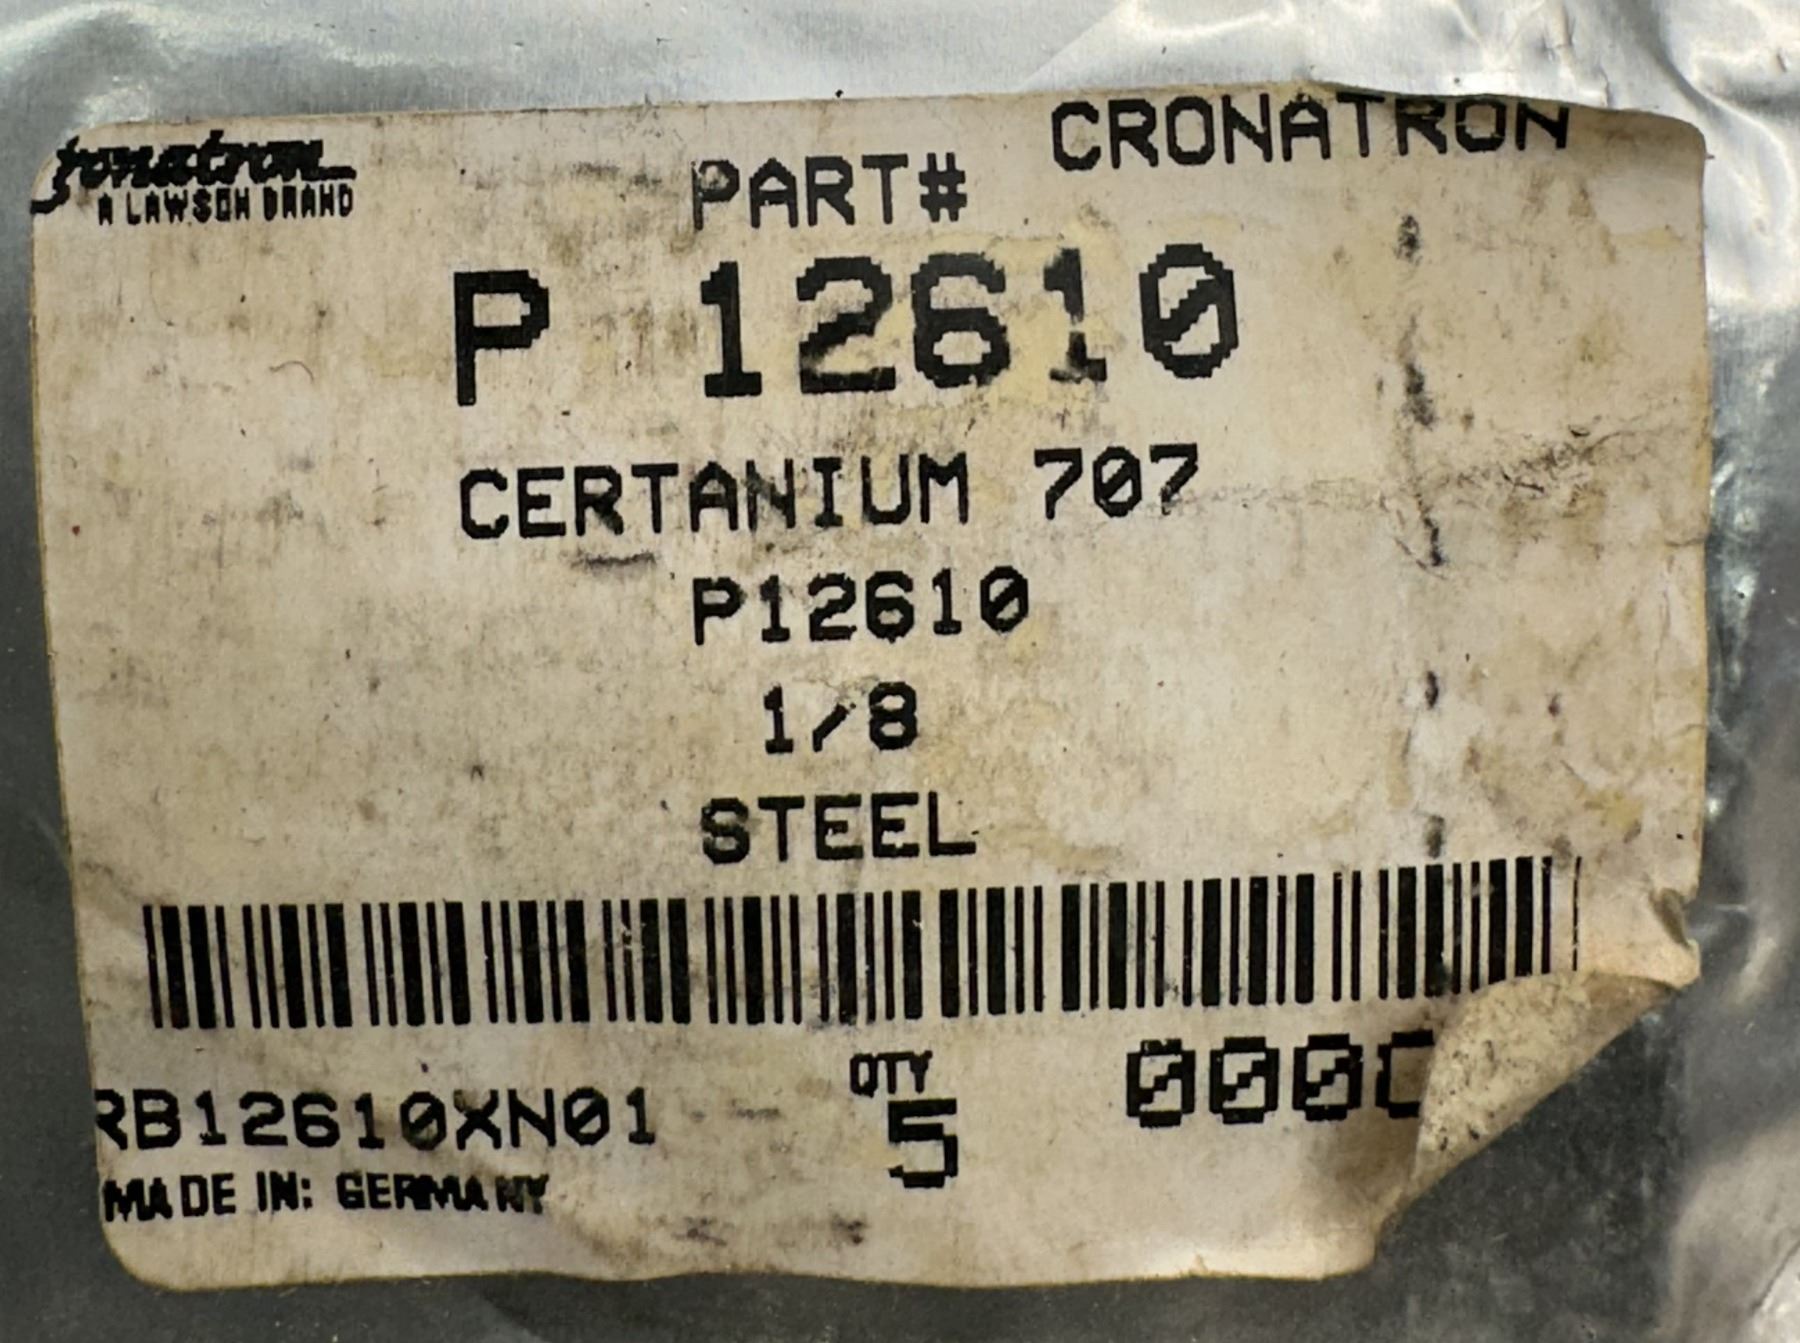 Cronatron
A LAWSON BRAND
CRONATRON
PART#
P 12610
CERTANIUM 707
P12610
1/8
STEEL
RB12610XN01
QTY
5
000
MADE IN: GERMANY